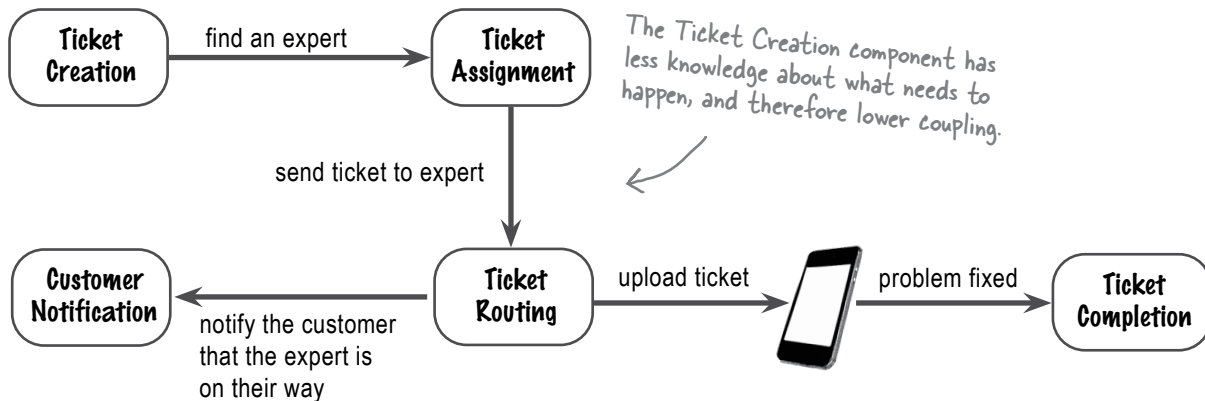 Ticket
Creation
find an expert
Ticket
Assignment
The Ticket Creation component has
less knowledge about what needs to
happen, and therefore lower coupling.
send ticket to expert
Customer
Notification
notify the customer
that the expert is
on their way
Ticket
Routing
upload ticket
problem fixed
Ticket
Completion